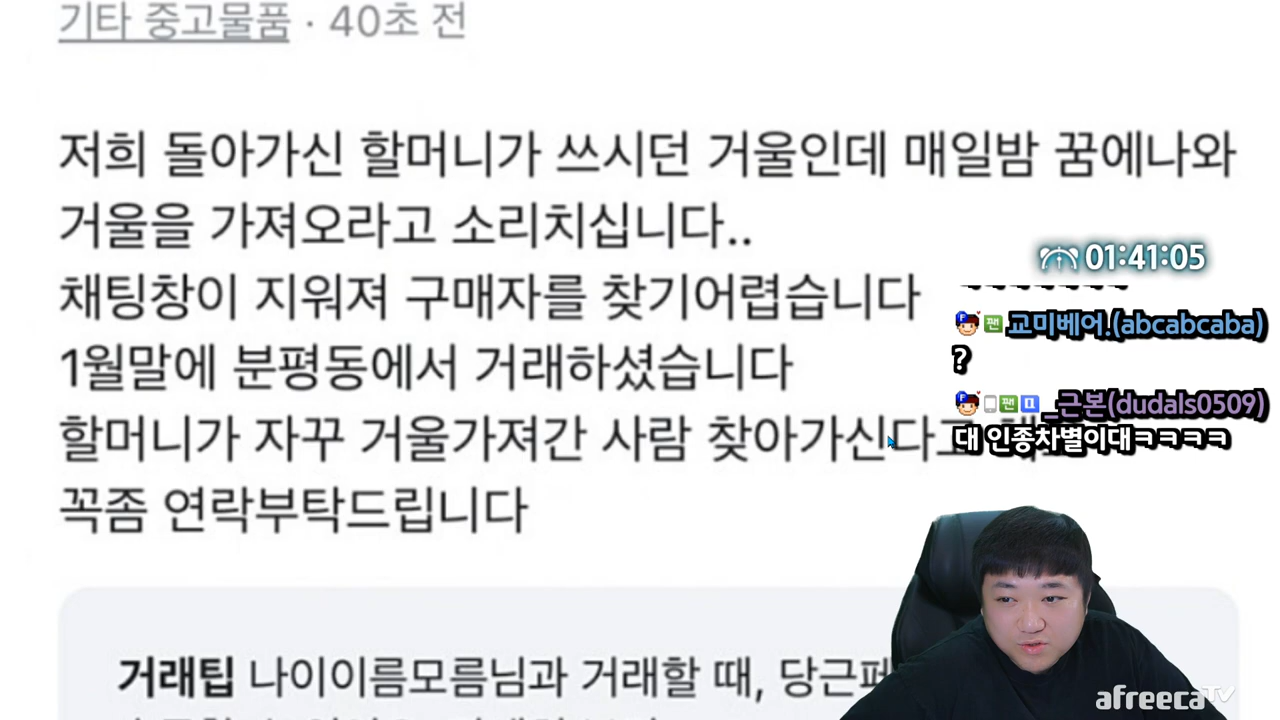 기타 중고물품 · 40초 전
저희 돌아가신 할머니가 쓰시던 거울인데 매일밤 꿈에나와
거울을 가져오라고 소리치십니다..
채팅창이 지워져 구매자를 찾기어렵습니다
1월말에 분평동에서 거래하셨습니다
할머니가 자꾸 거울가져간 사람 찾아가신다고
꼭좀 연락부탁드립니다
거래팁 나이이름모름님과 거래할 때, 당근페
01:41:05
F 팬 교미베어.(abcabcaba)
?
F 팬 _근본(dudals0509)
대 인종차별이대ㅋㅋㅋㅋ
afreecaTV